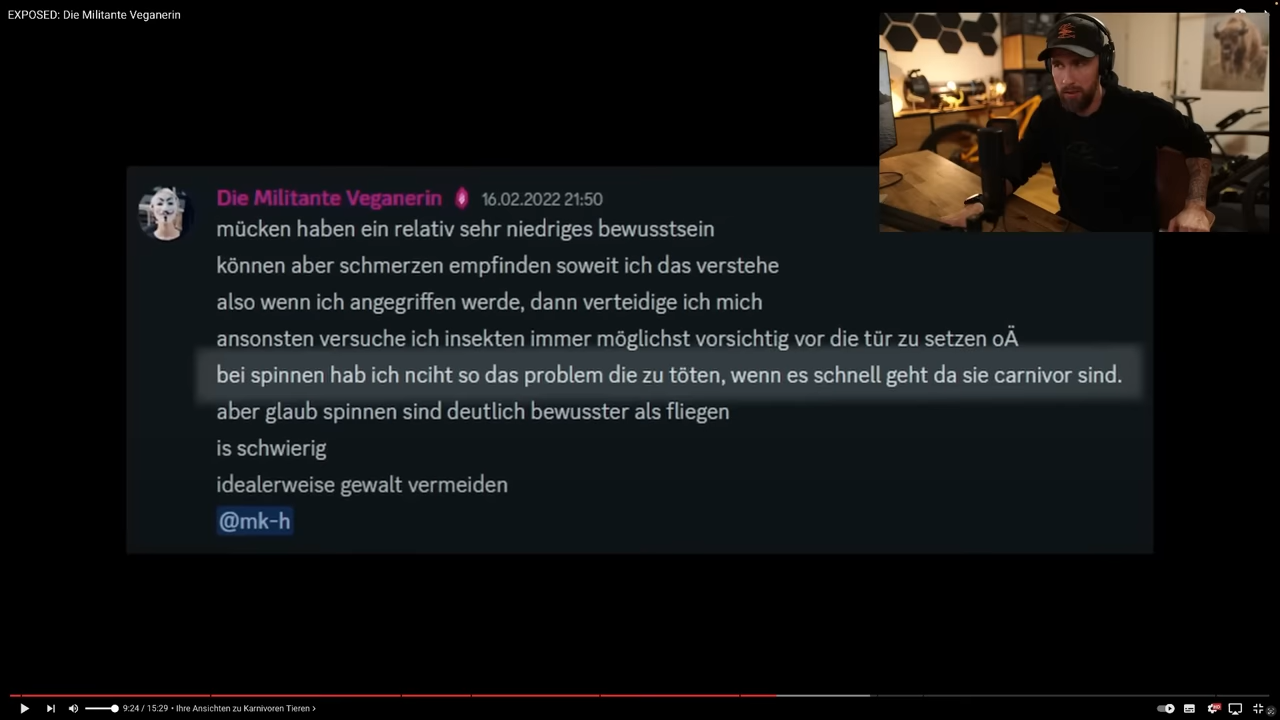 EXPOSED: Die Militante Veganerin
Die Militante Veganerin 16.02.2022 21:50
mücken haben ein relativ sehr niedriges bewusstsein
können aber schmerzen empfinden soweit ich das verstehe
also wenn ich angegriffen werde, dann verteidige ich mich
ansonsten versuche ich insekten immer möglichst vorsichtig vor die tür zu setzen oÄ
bei spinnen hab ich nciht so das problem die zu töten, wenn es schnell geht da sie carnivor sind.
aber glaub spinnen sind deutlich bewusster als fliegen
is schwierig
idealerweise gewalt vermeiden
@mk-h
9:24 / 15:29 • Ihre Ansichten zu Karnivoren Tieren ›